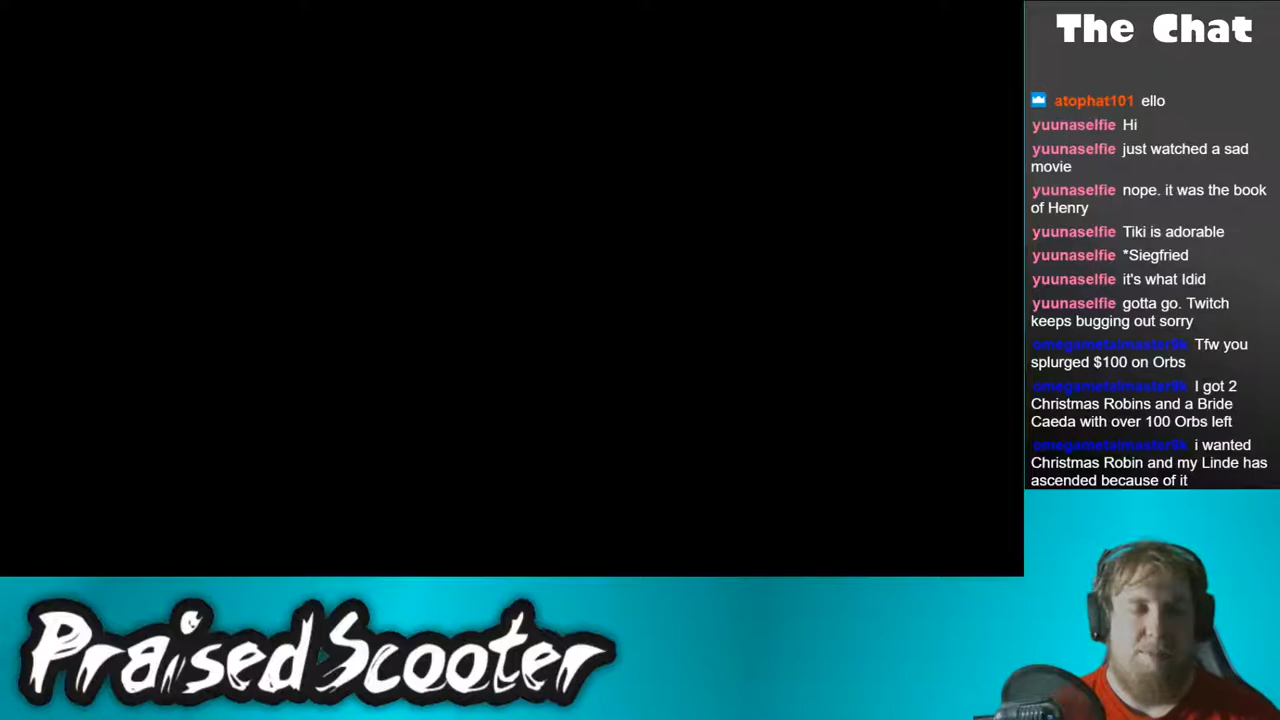 The Chat
atophat101 ello
yuunaselfie Hi
yuunaselfie just watched a sad
movie
yuunaselfie nope. it was the book
of Henry
yuunaselfie Tiki is adorable
yuunaselfie *Siegfried
yuunaselfie it's what Idid
yuunaselfie gotta go. Twitch
keeps bugging out sorry
omegametalmaster9k Tfw you
splurged $100 on Orbs
omegametalmaster9k I got 2
Christmas Robins and a Bride
Caeda with over 100 Orbs left
omegametalmaster9k i wanted
Christmas Robin and my Linde has
ascended because of it
PraisedScooter